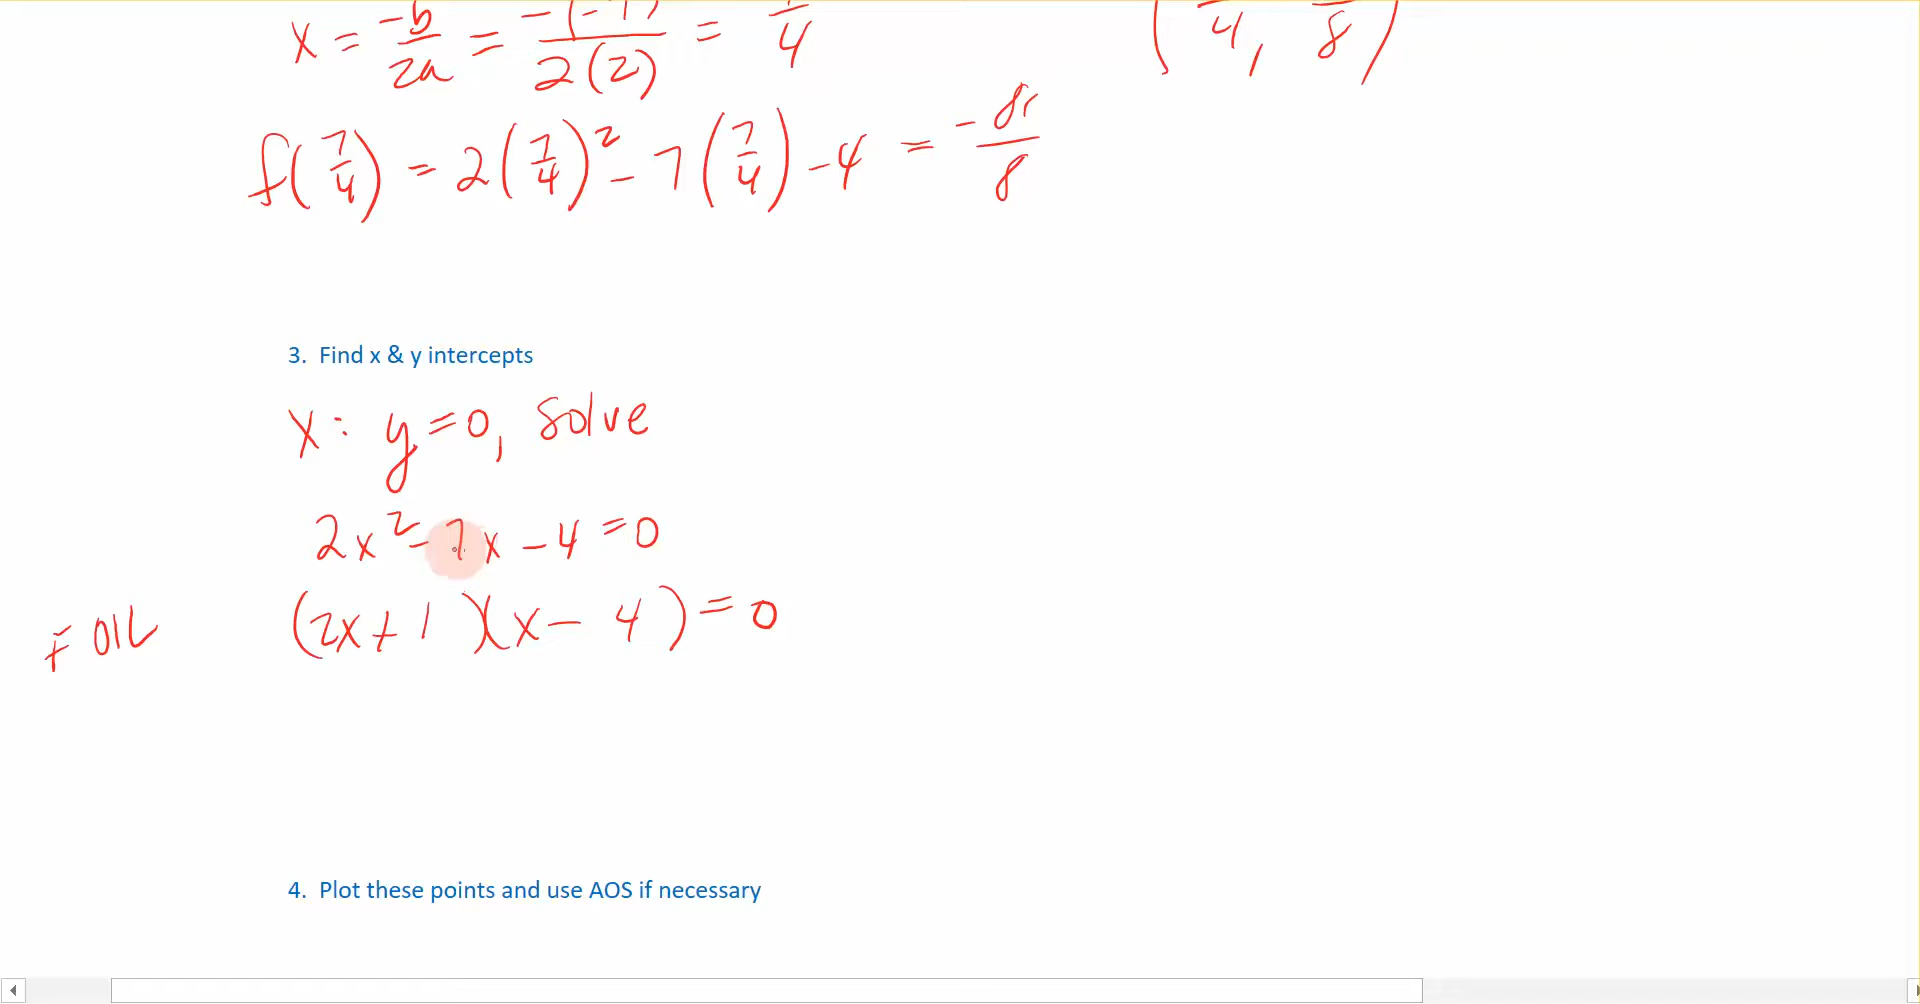 x = -b/2a = -(-7)/2(2) = 7/4 (4, 8)
f(7/4) = 2(7/4)² - 7(7/4) - 4 = -81/8
3. Find x & y intercepts
x: y = 0, solve
2x² - 7x - 4 = 0
FOIL (2x + 1)(x - 4) = 0
4. Plot these points and use AOS if necessary